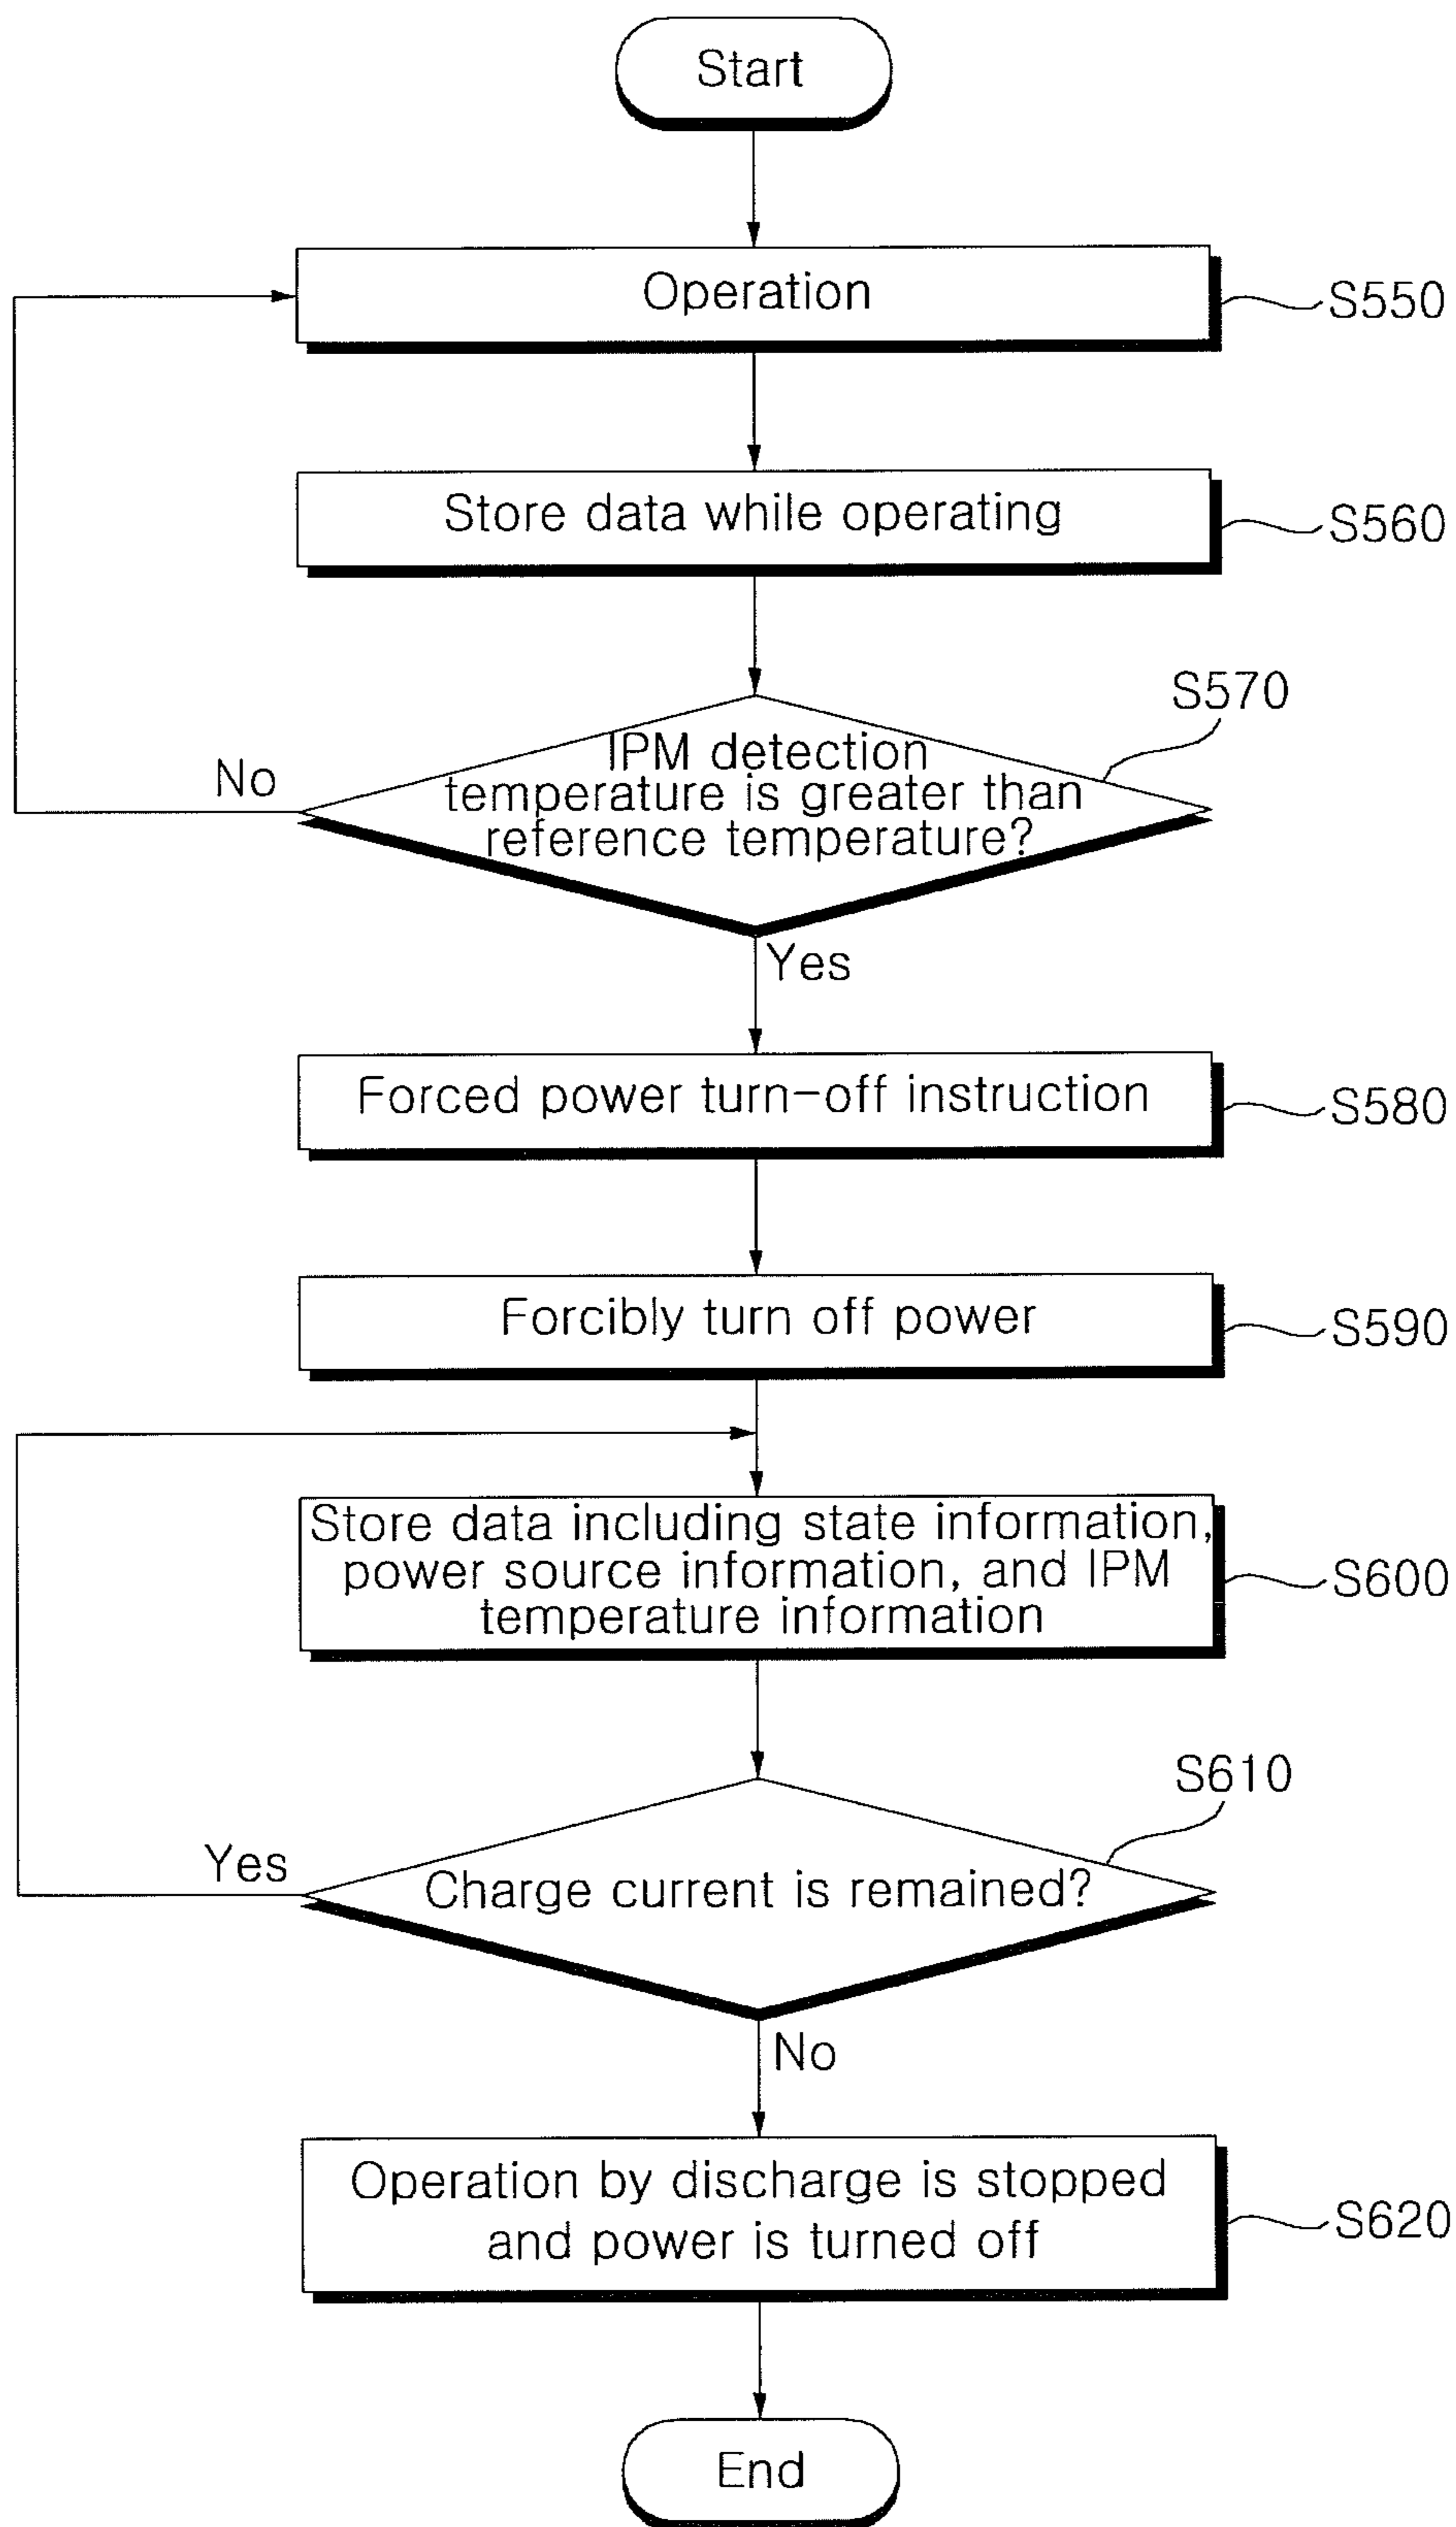 Start
Operation
S550
Store data while operating
S560
S570
IPM detection
temperature is greater than
reference temperature?
No
Yes
Forced power turn-off instruction
S580
Forcibly turn off power
S590
Store data including state information,
power source information, and IPM
temperature information
S600
S610
Charge current is remained?
Yes
No
Operation by discharge is stopped
and power is turned off
S620
End